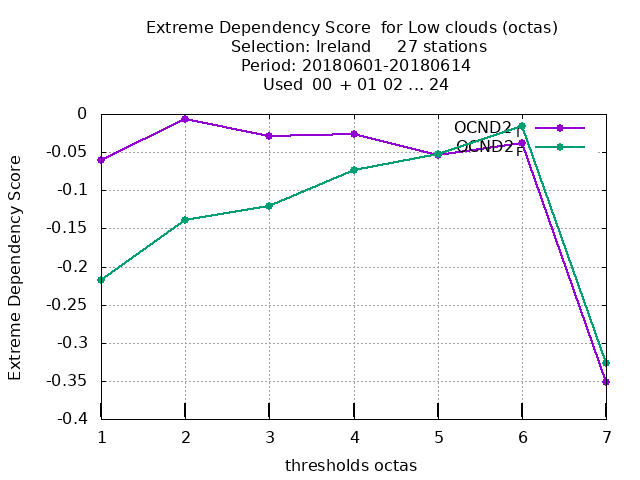 Extreme Dependency Score  for Low clouds (octas)
Selection: Ireland     27 stations
Period: 20180601-20180614
Used  00 + 01 02 ... 24
0
-0.05
-0.1
-0.15
-0.2
-0.25
-0.3
-0.35
-0.4
Extreme Dependency Score
OCND2T
OCND2F
1 2 3 4 5 6 7
thresholds octas